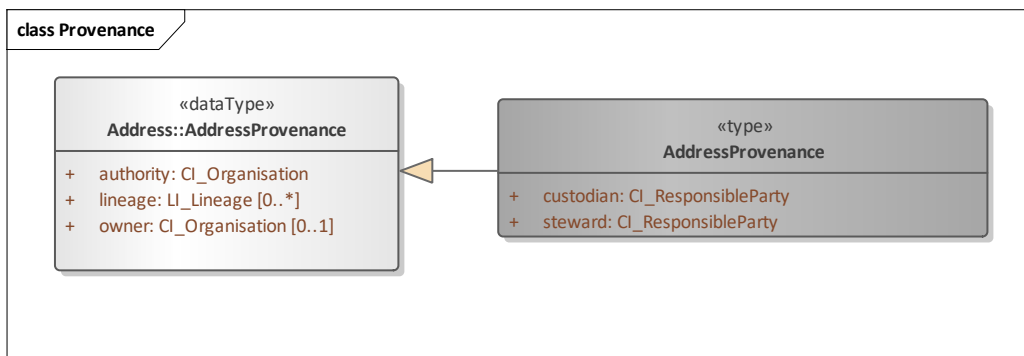 class Provenance
«dataType»
Address::AddressProvenance
+ authority: CI_Organisation
+ lineage: LI_Lineage [0..*]
+ owner: CI_Organisation [0..1]
«type»
AddressProvenance
+ custodian: CI_ResponsibleParty
+ steward: CI_ResponsibleParty